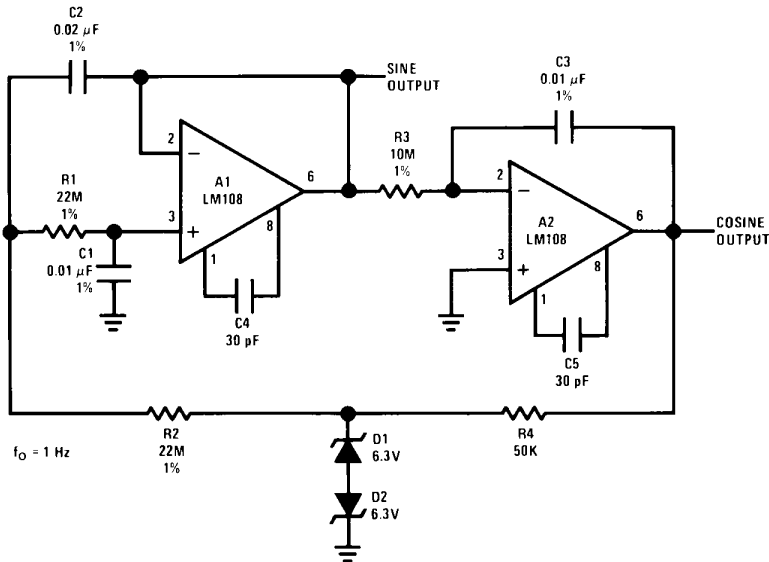 C2
0.02 μF
1%
SINE
OUTPUT
C3
0.01 μF
1%
R3
10M
1%
2
−
A1
LM108
6
3
+
8
1
R1
22M
1%
C1
0.01 μF
1%
C4
30 pF
2
−
A2
LM108
6
3
+
8
1
COSINE
OUTPUT
C5
30 pF
R2
22M
1%
R4
50K
D1
6.3V
D2
6.3V
fO = 1 Hz